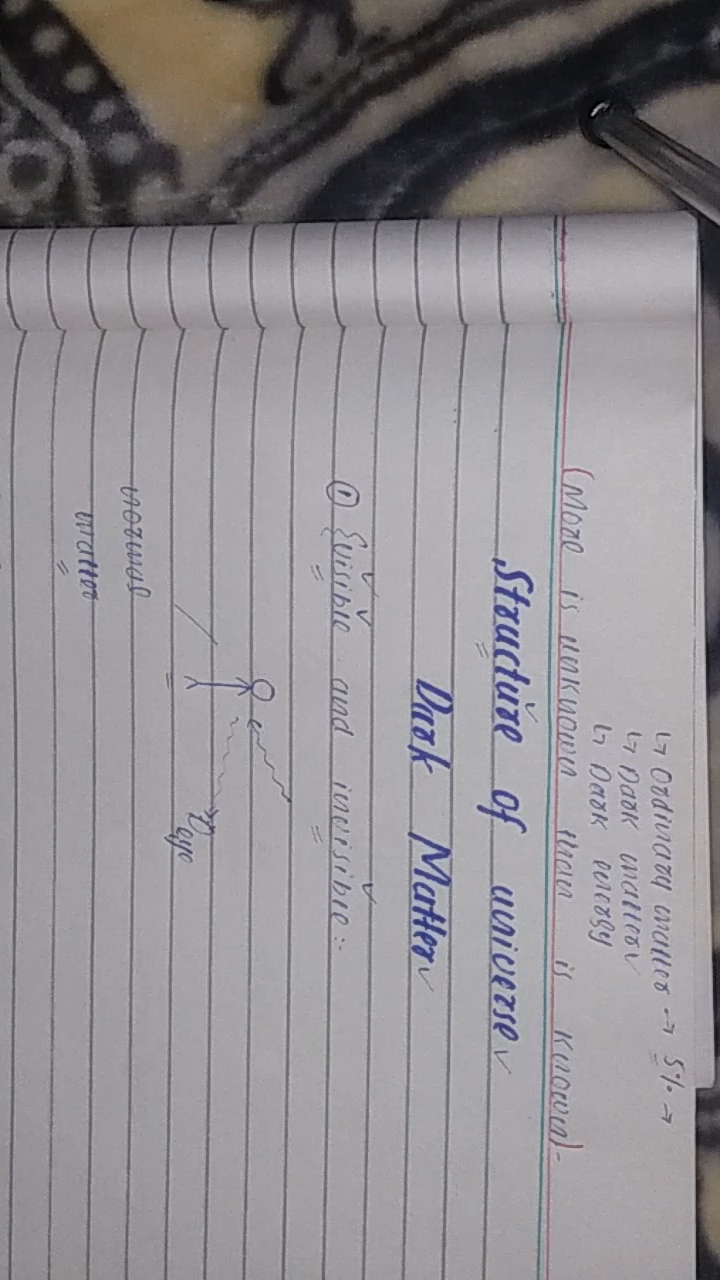 ↳ Ordinary matter → 5% →
↳ Dark matter ✓
↳ Dark energy
(More is unknown than is known)-
Structure of universe ✓
Dark Matter ✓
① {visible and invisible:-
eye
normal
matter